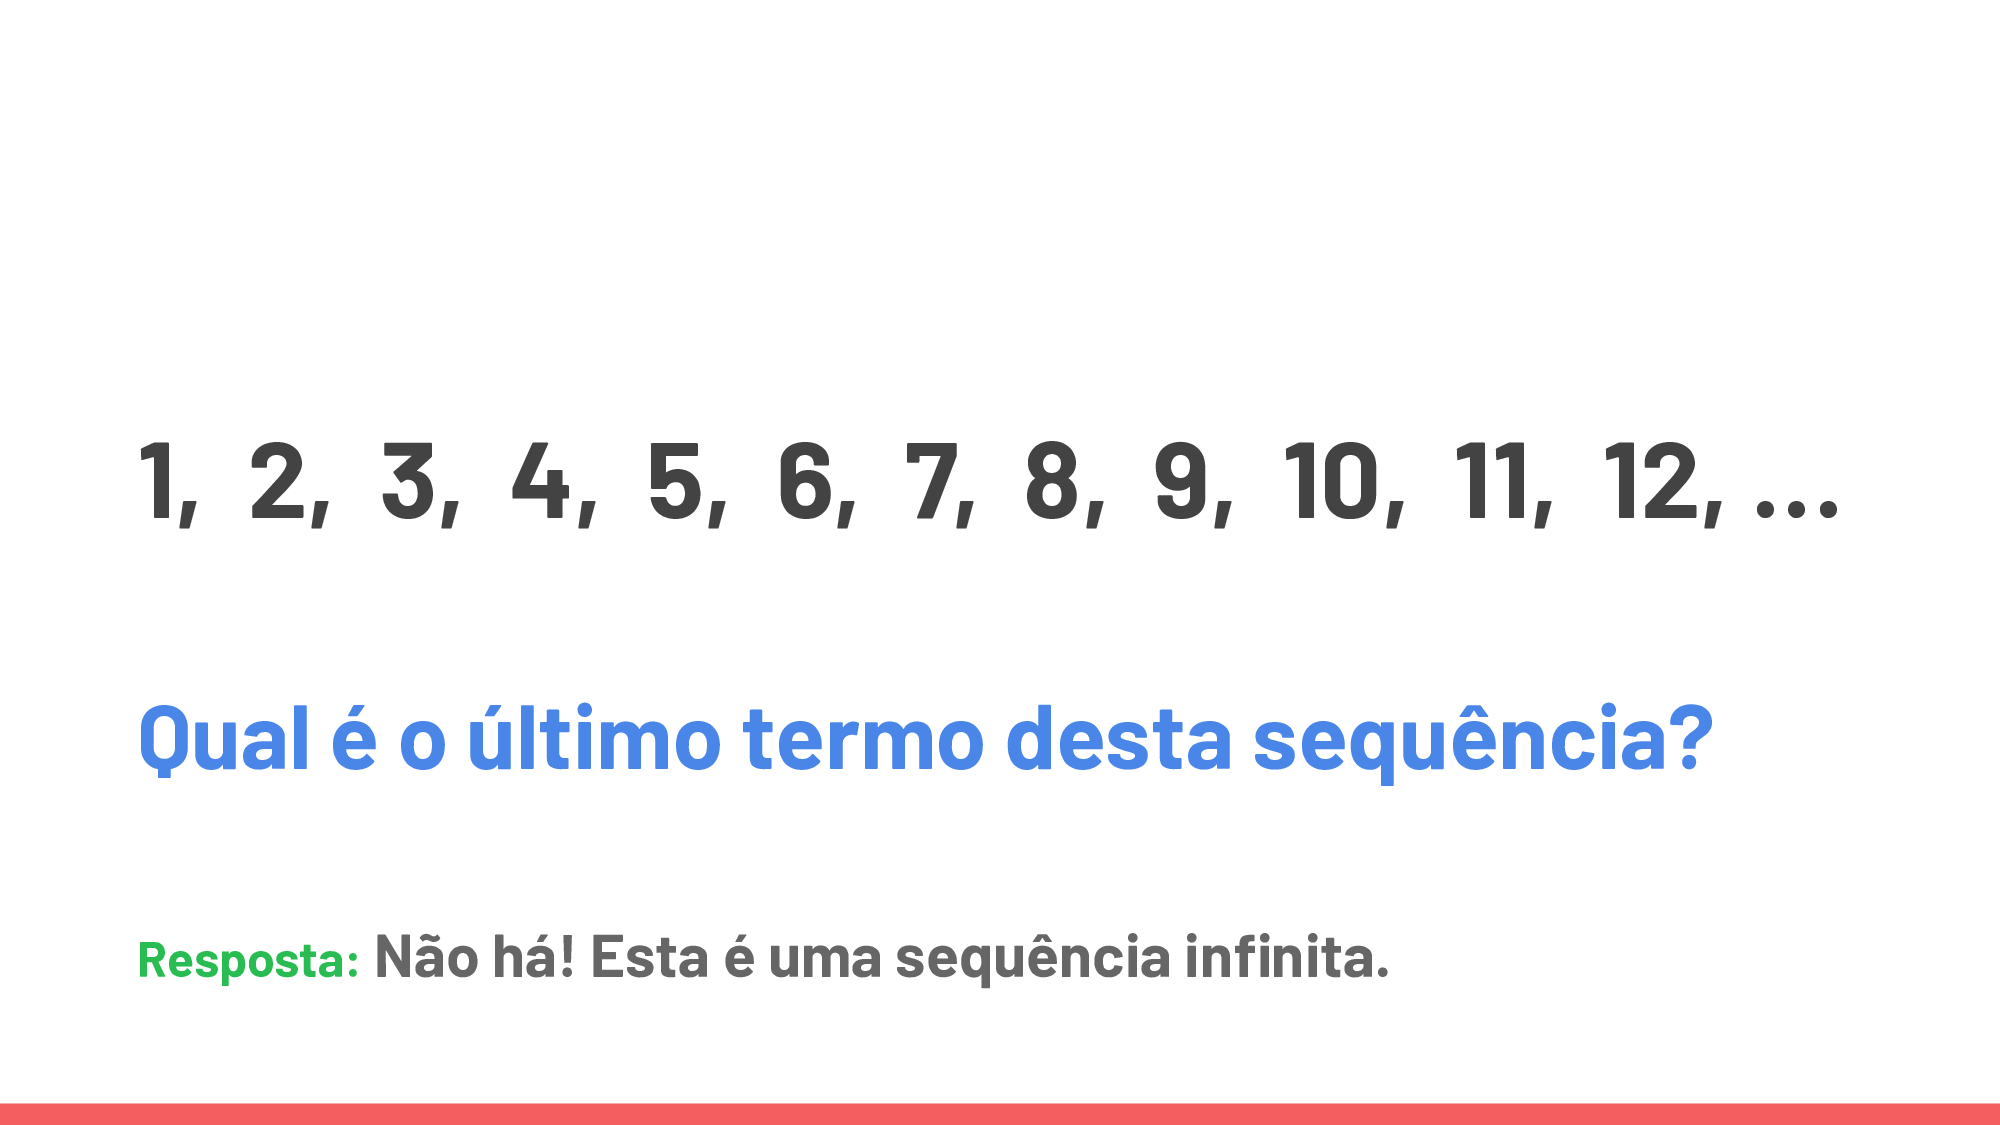 1, 2, 3, 4, 5, 6, 7, 8, 9, 10, 11, 12, ...
Qual é o último termo desta sequência?
Resposta: Não há! Esta é uma sequência infinita.